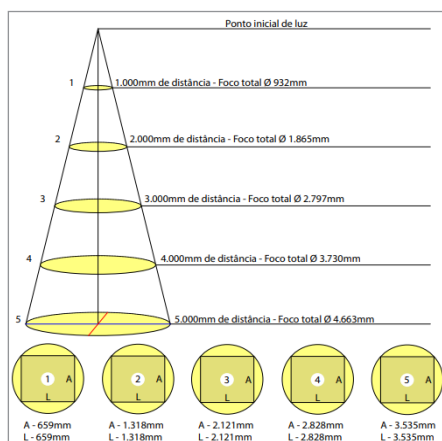 Ponto inicial de luz
1 1.000mm de distância - Foco total Ø 932mm
2 2.000mm de distância - Foco total Ø 1.865mm
3 3.000mm de distância - Foco total Ø 2.797mm
4 4.000mm de distância - Foco total Ø 3.730mm
5 5.000mm de distância - Foco total Ø 4.663mm
1 A 2 A 3 A 4 A 5 A
L L L L L
A - 659mm A - 1.318mm A - 2.121mm A - 2.828mm A - 3.535mm
L - 659mm L - 1.318mm L - 2.121mm L - 2.828mm L - 3.535mm